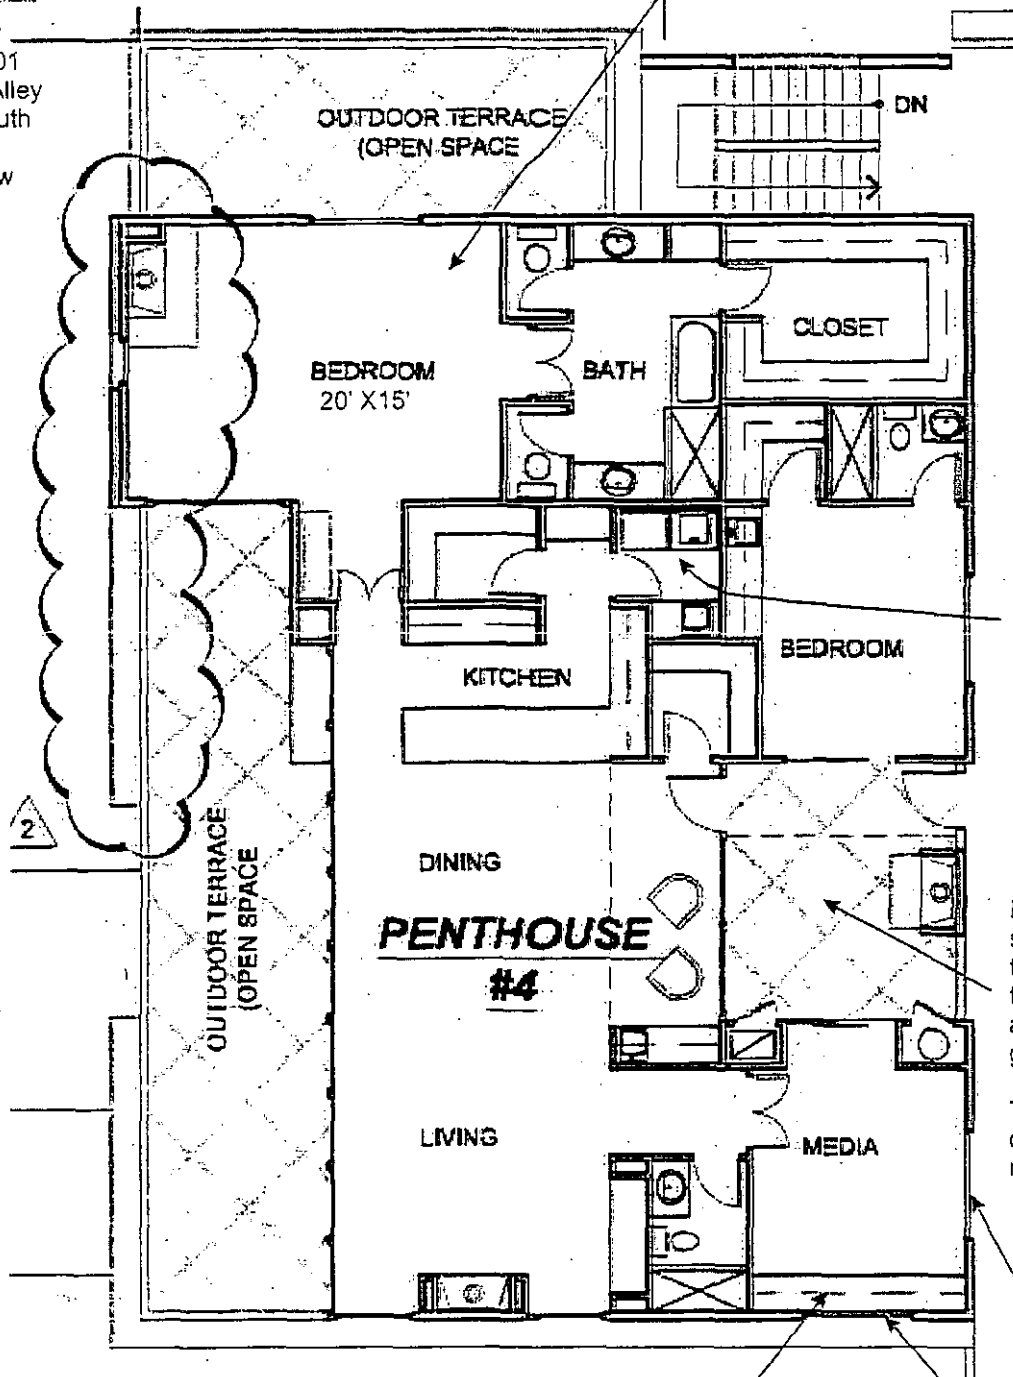 01
Alley
uth
w
OUTDOOR TERRACE
(OPEN SPACE
DN
CLOSET
BEDROOM
20' X15'
BATH
BEDROOM
KITCHEN
2
OUTDOOR TERRACE
(OPEN SPACE
DINING
PENTHOUSE
#4
LIVING
MEDIA